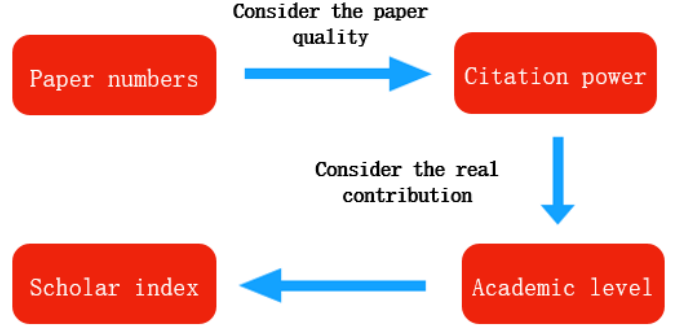 Consider the paper
quality
Paper numbers
Citation power
Consider the real
contribution
Scholar index
Academic level